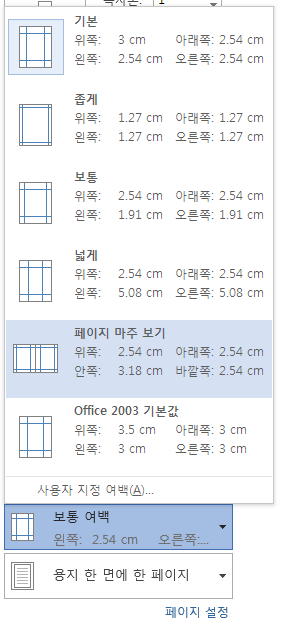 복사본: 1
기본
위쪽: 3 cm 아래쪽: 2.54 cm
왼쪽: 2.54 cm 오른쪽: 2.54 cm
좁게
위쪽: 1.27 cm 아래쪽: 1.27 cm
왼쪽: 1.27 cm 오른쪽: 1.27 cm
보통
위쪽: 2.54 cm 아래쪽: 2.54 cm
왼쪽: 1.91 cm 오른쪽: 1.91 cm
넓게
위쪽: 2.54 cm 아래쪽: 2.54 cm
왼쪽: 5.08 cm 오른쪽: 5.08 cm
페이지 마주 보기
위쪽: 2.54 cm 아래쪽: 2.54 cm
안쪽: 3.18 cm 바깥쪽: 2.54 cm
Office 2003 기본값
위쪽: 3.5 cm 아래쪽: 3 cm
왼쪽: 3 cm 오른쪽: 3 cm
사용자 지정 여백(A)...
보통 여백
왼쪽: 2.54 cm 오른쪽:...
용지 한 면에 한 페이지
페이지 설정